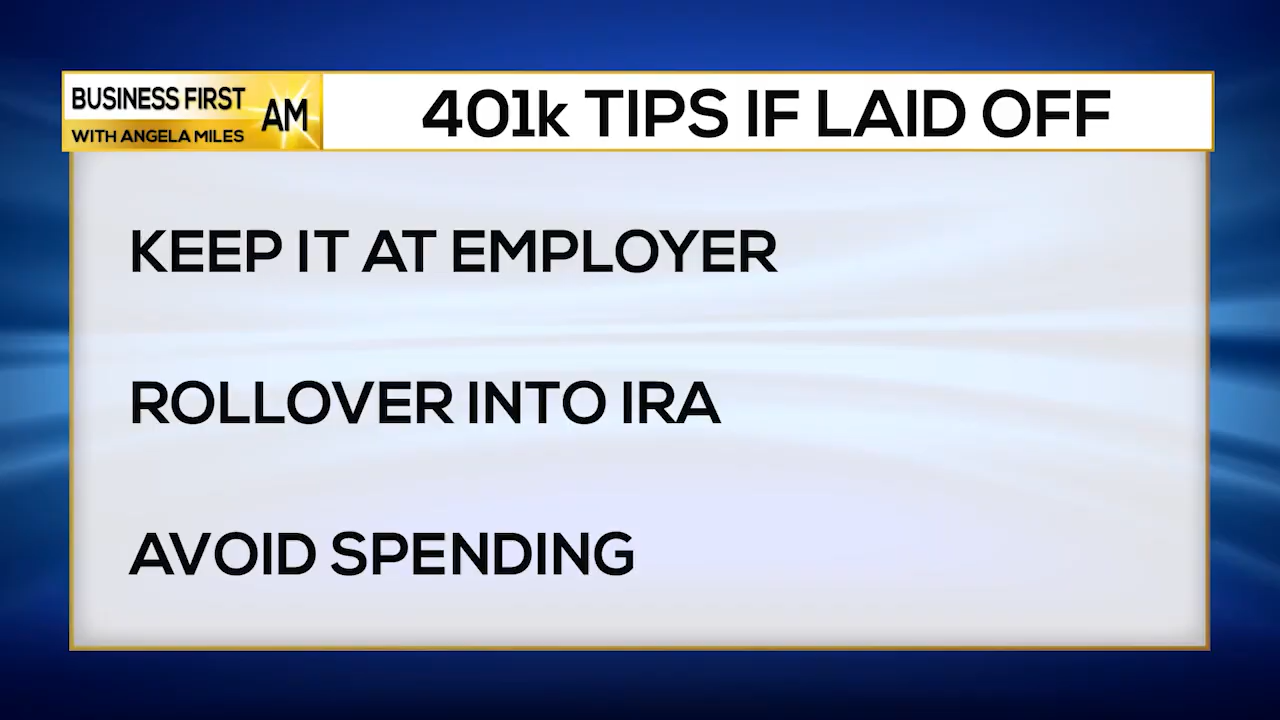 BUSINESS FIRST AM
WITH ANGELA MILES
401k TIPS IF LAID OFF
KEEP IT AT EMPLOYER
ROLLOVER INTO IRA
AVOID SPENDING